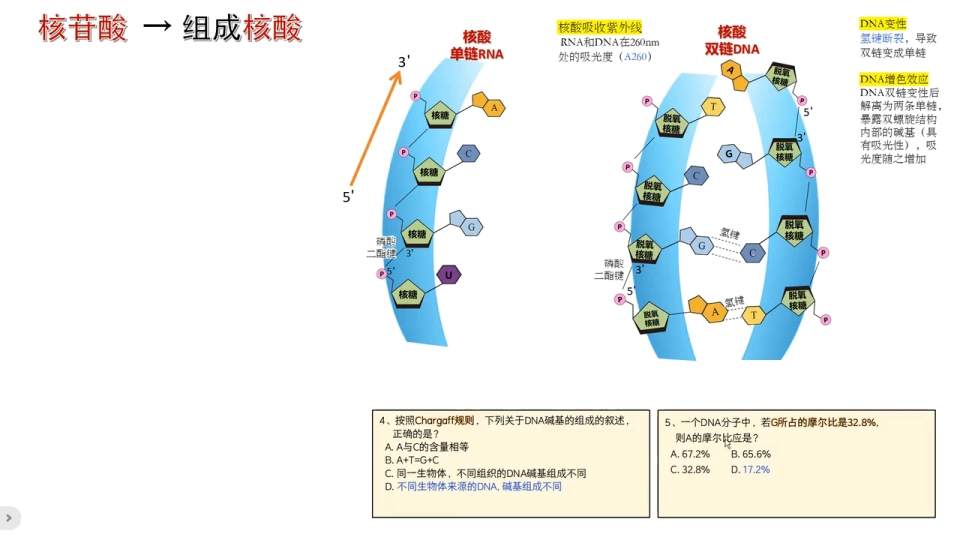 核苷酸 → 组成核酸
核酸
单链RNA
3'
5'
P
核糖
A
P
核糖
C
P
核糖
G
磷酸
二酯键
3'
P
5'
核糖
U
核酸吸收紫外线
RNA和DNA在260nm
处的吸光度（A260）
核酸
双链DNA
A
脱氧
核糖
P
5'
P
脱氧
核糖
T
3'
P
脱氧
核糖
C
G
脱氧
核糖
P
P
脱氧
核糖
G
氢键
C
脱氧
核糖
P
磷酸
二酯键
3'
5'
P
脱氧
核糖
A
氢键
T
脱氧
核糖
P
DNA变性
氢键断裂，导致
双链变成单链
DNA增色效应
DNA双链变性后
解离为两条单链，
暴露双螺旋结构
内部的碱基（具
有吸光性），吸
光度随之增加
4、按照Chargaff规则，下列关于DNA碱基的组成的叙述，
正确的是？
A. A与C的含量相等
B. A+T=G+C
C. 同一生物体，不同组织的DNA碱基组成不同
D. 不同生物体来源的DNA, 碱基组成不同
5、一个DNA分子中，若G所占的摩尔比是32.8%,
则A的摩尔比应是？
A. 67.2% B. 65.6%
C. 32.8% D. 17.2%